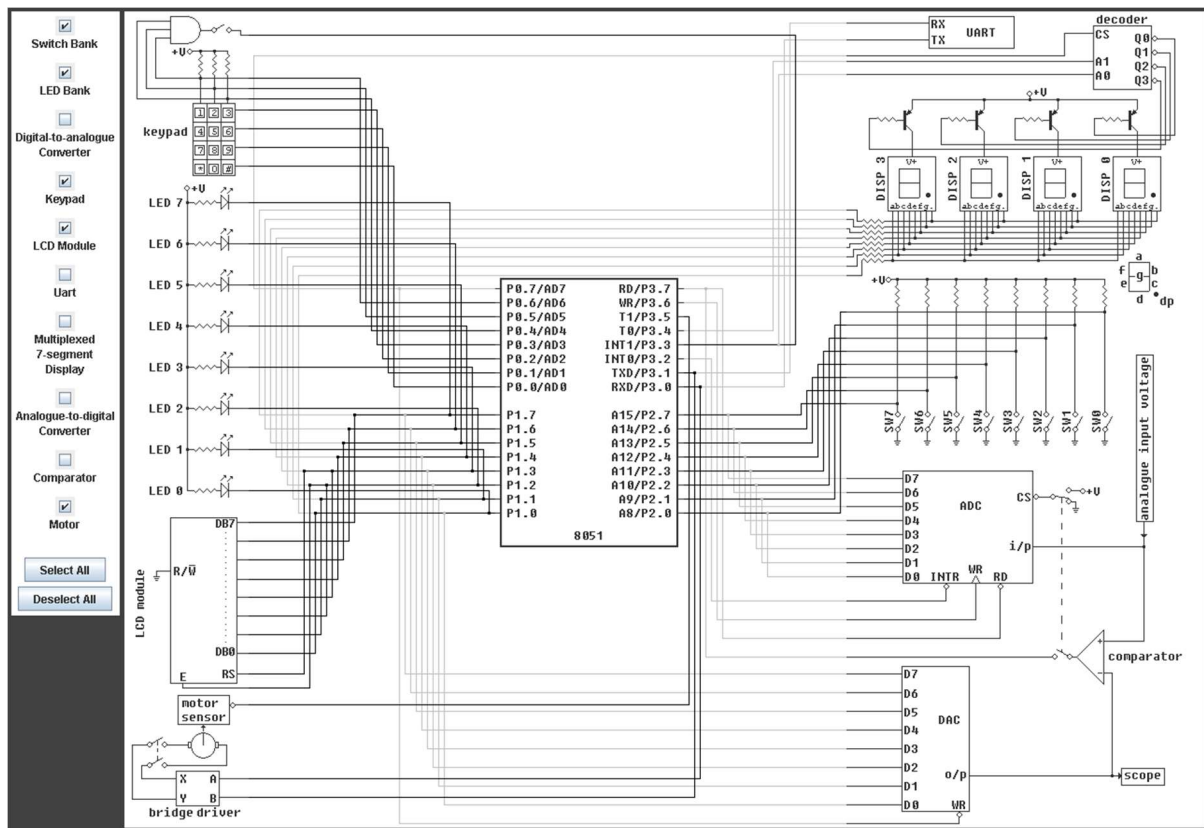 Switch Bank
LED Bank
Digital-to-analogue
Converter
Keypad
LCD Module
Uart
Multiplexed
7-segment
Display
Analogue-to-digital
Converter
Comparator
Motor
Select All
Deselect All
+V
keypad
1 2 3
4 5 6
7 8 9
* 0 #
+V
LED 7
LED 6
LED 5
LED 4
LED 3
LED 2
LED 1
LED 0
LCD module
R/W̅
DB7
DB0
RS
E
motor
sensor
X A
Y B
bridge driver
P0.7/AD7 RD/P3.7
P0.6/AD6 WR/P3.6
P0.5/AD5 T1/P3.5
P0.4/AD4 T0/P3.4
P0.3/AD3 INT1/P3.3
P0.2/AD2 INT0/P3.2
P0.1/AD1 TXD/P3.1
P0.0/AD0 RXD/P3.0
P1.7 A15/P2.7
P1.6 A14/P2.6
P1.5 A13/P2.5
P1.4 A12/P2.4
P1.3 A11/P2.3
P1.2 A10/P2.2
P1.1 A9/P2.1
P1.0 A8/P2.0
8051
RX
TX
UART
decoder
CS
A1
A0
Q0
Q1
Q2
Q3
+V
DISP 3
V+
abcdefg.
DISP 2
V+
abcdefg.
DISP 1
V+
abcdefg.
DISP 0
V+
abcdefg.
a
f b
g
e c
d
dp
+V
SW7
SW6
SW5
SW4
SW3
SW2
SW1
SW0
analogue input voltage
D7
D6
D5
D4
D3
D2
D1
D0
ADC
CS
+V
i/p
INTR
WR
RD
+
-
comparator
D7
D6
D5
D4
D3
D2
D1
D0
DAC
o/p
WR
scope